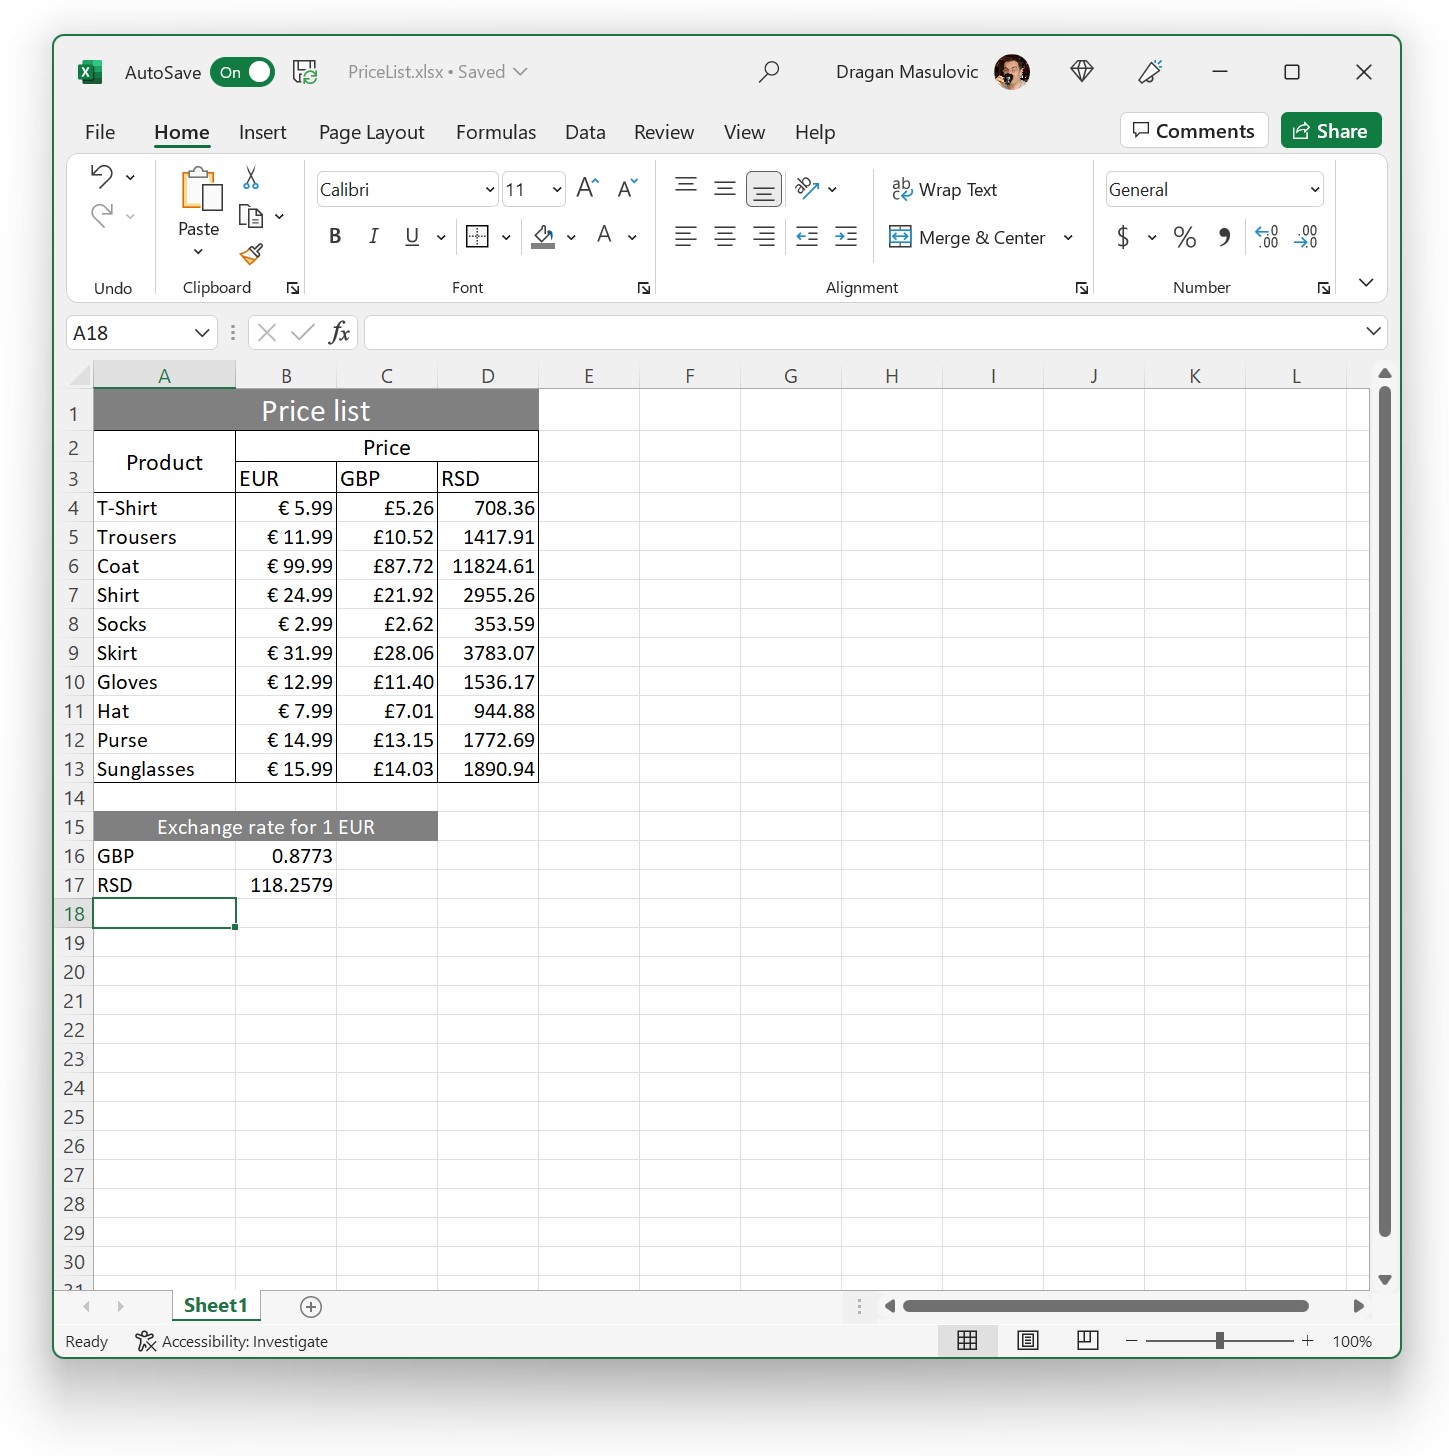 AutoSave On PriceList.xlsx • Saved Dragan Masulovic
File Home Insert Page Layout Formulas Data Review View Help Comments Share
Calibri 11 ab Wrap Text General
Paste B I U A Merge & Center $ % .00 .00
Undo Clipboard Font Alignment Number
A18 fx
A B C D E F G H I J K L
1 Price list
2 Product Price
3 EUR GBP RSD
4 T-Shirt € 5.99 £5.26 708.36
5 Trousers € 11.99 £10.52 1417.91
6 Coat € 99.99 £87.72 11824.61
7 Shirt € 24.99 £21.92 2955.26
8 Socks € 2.99 £2.62 353.59
9 Skirt € 31.99 £28.06 3783.07
10 Gloves € 12.99 £11.40 1536.17
11 Hat € 7.99 £7.01 944.88
12 Purse € 14.99 £13.15 1772.69
13 Sunglasses € 15.99 £14.03 1890.94
14
15 Exchange rate for 1 EUR
16 GBP 0.8773
17 RSD 118.2579
18
19
20
21
22
23
24
25
26
27
28
29
30
Sheet1
Ready Accessibility: Investigate 100%